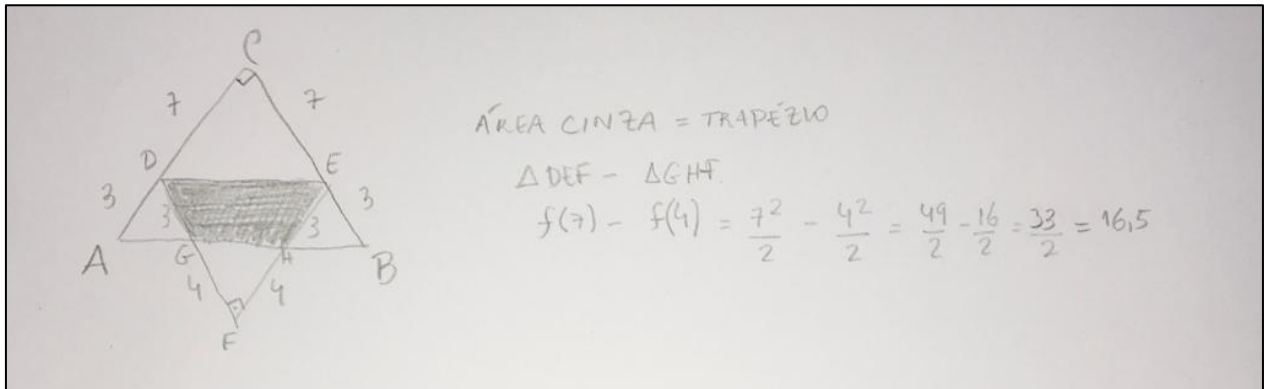 C
7 7
D E
3 3 3 3
A G H B
4 4
F
ÁREA CINZA = TRAPÉZIO
Δ DEF - ΔGHF.
f(7) - f(4) = 7²/2 - 4²/2 = 49/2 - 16/2 = 33/2 = 16,5